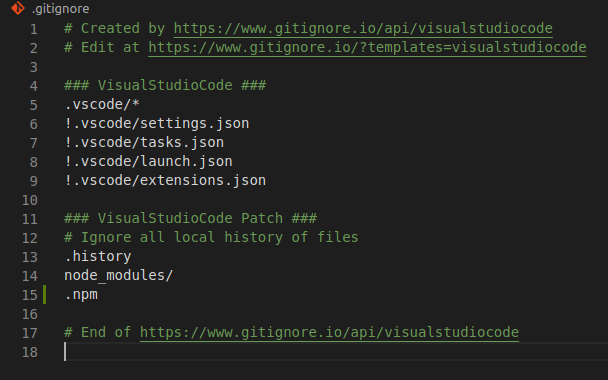 .gitignore
1 # Created by https://www.gitignore.io/api/visualstudiocode
2 # Edit at https://www.gitignore.io/?templates=visualstudiocode
3
4 ### VisualStudioCode ###
5 .vscode/*
6 !.vscode/settings.json
7 !.vscode/tasks.json
8 !.vscode/launch.json
9 !.vscode/extensions.json
10
11 ### VisualStudioCode Patch ###
12 # Ignore all local history of files
13 .history
14 node_modules/
15 .npm
16
17 # End of https://www.gitignore.io/api/visualstudiocode
18